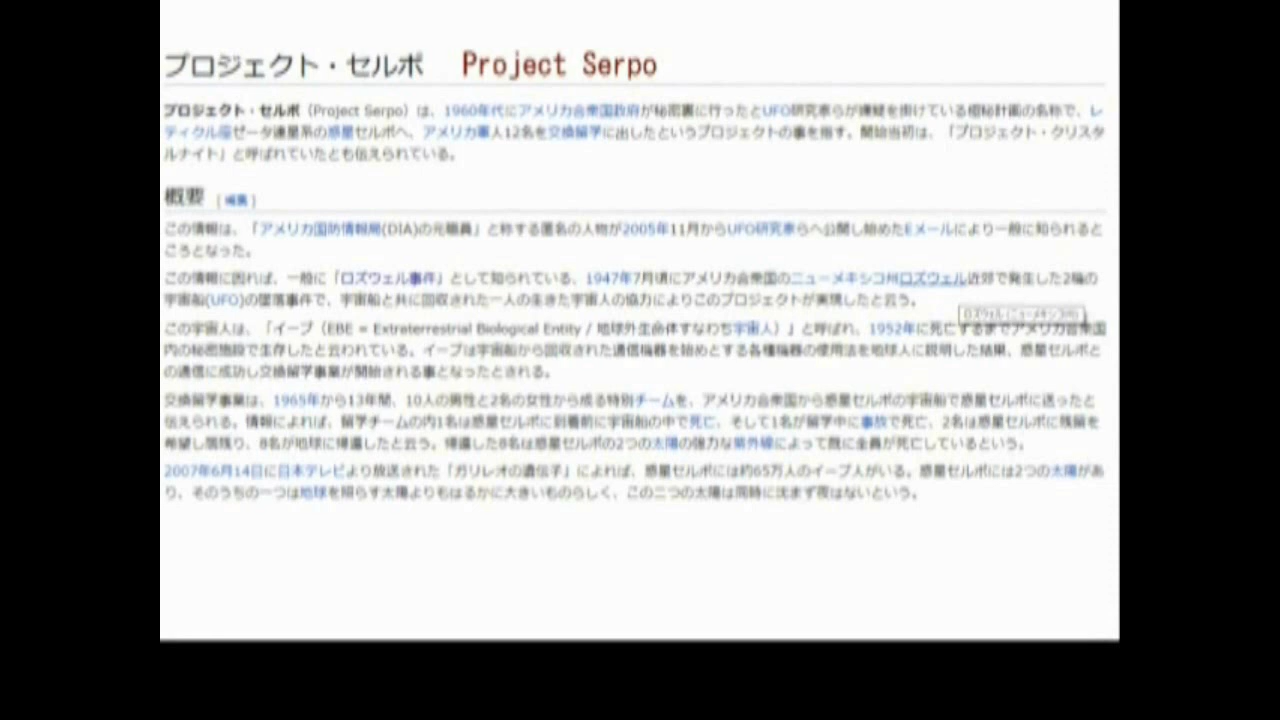 プロジェクト・セルポ Project Serpo
プロジェクト・セルポ（Project Serpo）は、1960年代にアメリカ合衆国政府が秘密裏に行ったとUFO研究家らが嫌疑を掛けている極秘計画の名称で、レ
ティクル座ゼータ連星系の惑星セルポへ、アメリカ軍人12名を交換留学に出したというプロジェクトの事を指す。開始当初は、「プロジェクト・クリスタ
ルナイト」と呼ばれていたとも伝えられている。
概要 [編集]
この情報は、「アメリカ国防情報局(DIA)の元職員」と称する匿名の人物が2005年11月からUFO研究家らへ公開し始めたEメールにより一般に知られると
ころとなった。
この情報に因れば、一般に「ロズウェル事件」として知られている、1947年7月頃にアメリカ合衆国のニューメキシコ州ロズウェル近郊で発生した2機の
宇宙船(UFO)の墜落事件で、宇宙船と共に回収された一人の生きた宇宙人の協力によりこのプロジェクトが実現したと云う。
ロズウェル (ニューメキシコ州)
この宇宙人は、「イーブ（EBE = Extraterrestrial Biological Entity / 地球外生命体すなわち宇宙人）」と呼ばれ、1952年に死亡するまでアメリカ合衆国
内の秘密施設で生存したと云われている。イーブは宇宙船から回収された通信機器を始めとする各種機器の使用法を地球人に説明した結果、惑星セルポと
の通信に成功し交換留学事業が開始される事となったとされる。
交換留学事業は、1965年から13年間、10人の男性と2名の女性から成る特別チームを、アメリカ合衆国から惑星セルポの宇宙船で惑星セルポに送ったと
伝えられる。情報によれば、留学チームの内1名は惑星セルポに到着前に宇宙船の中で死亡、そして1名が留学中に事故で死亡、2名は惑星セルポに残留を
希望し居残り、8名が地球に帰還したと云う。帰還した8名は惑星セルポの2つの太陽の強力な紫外線によって既に全員が死亡しているという。
2007年6月14日に日本テレビより放送された「ガリレオの遺伝子」によれば、惑星セルポには約65万人のイーブ人がいる。惑星セルポには2つの太陽があ
り、そのうちの一つは地球を照らす太陽よりもはるかに大きいものらしく、この二つの太陽は同時に沈まず夜はないという。